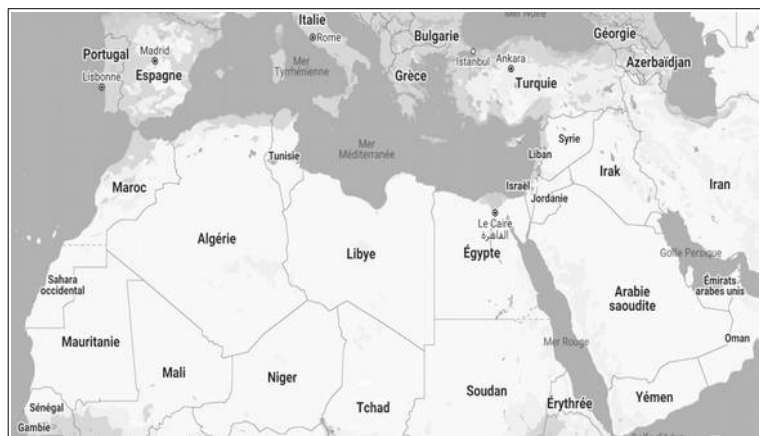 Mer Noire
Italie
Rome
Bulgarie
Géorgie
Portugal
Madrid
Mer
Tyrrhénienne
Istanbul
Ankara
Azerbaïdjan
Lisbonne
Espagne
Grèce
Turquie
Mer
Méditerranée
Tunisie
Syrie
Liban
Irak
Iran
Maroc
Israël
Jordanie
Le Caire
القاهرة
Algérie
Libye
Égypte
Golfe Persique
Sahara
occidental
Émirats
arabes unis
Arabie
saoudite
Mauritanie
Mer Rouge
Oman
Mali
Niger
Tchad
Soudan
Érythrée
Yémen
Sénégal
Gambie